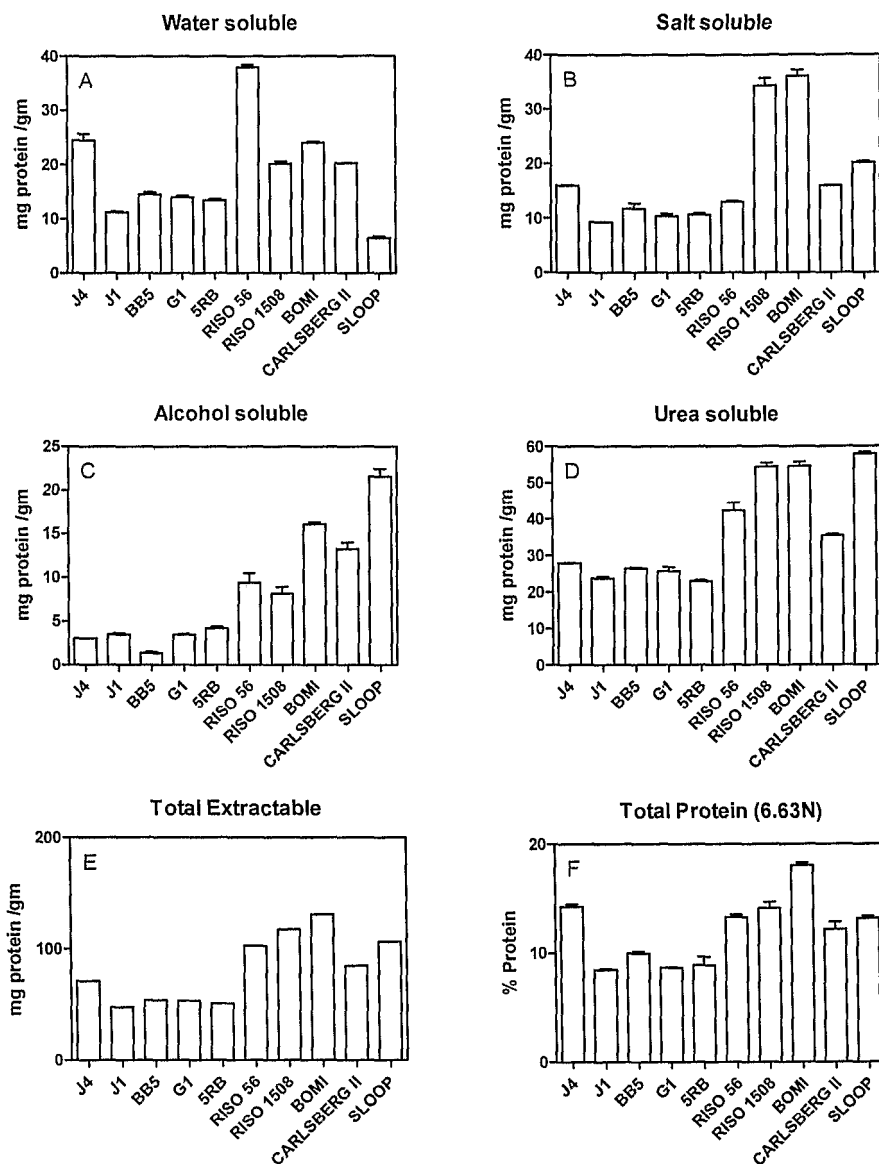 Water soluble
A
mg protein /gm
40
30
20
10
0
J4
J1
BB5
G1
5RB
RISO 56
RISO 1508
BOMI
CARLSBERG II
SLOOP
Salt soluble
B
mg protein /gm
40
30
20
10
0
J4
J1
BB5
G1
5RB
RISO 56
RISO 1508
BOMI
CARLSBERG II
SLOOP
Alcohol soluble
C
mg protein /gm
25
20
15
10
5
0
J4
J1
BB5
G1
5RB
RISO 56
RISO 1508
BOMI
CARLSBERG II
SLOOP
Urea soluble
D
mg protein /gm
60
50
40
30
20
10
0
J4
J1
BB5
G1
5RB
RISO 56
RISO 1508
BOMI
CARLSBERG II
SLOOP
Total Extractable
E
mg protein /gm
200
100
0
J4
J1
BB5
G1
5RB
RISO 56
RISO 1508
BOMI
CARLSBERG II
SLOOP
Total Protein (6.63N)
F
% Protein
20
10
0
J4
J1
BB5
G1
5RB
RISO 56
RISO 1508
BOMI
CARLSBERG II
SLOOP